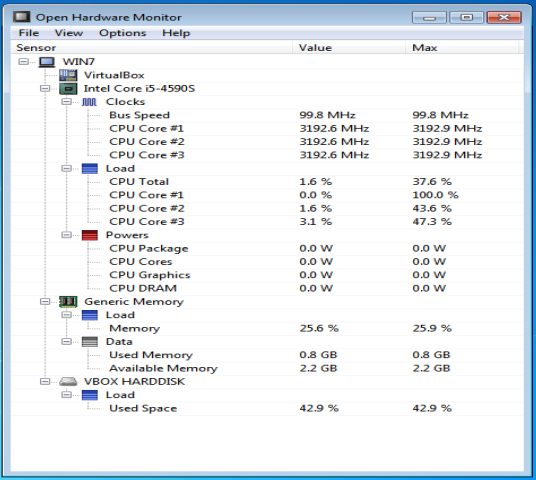 Open Hardware Monitor
File View Options Help
Sensor Value Max
WIN7
VirtualBox
Intel Core i5-4590S
Clocks
Bus Speed 99.8 MHz 99.8 MHz
CPU Core #1 3192.6 MHz 3192.9 MHz
CPU Core #2 3192.6 MHz 3192.9 MHz
CPU Core #3 3192.6 MHz 3192.9 MHz
Load
CPU Total 1.6 % 37.6 %
CPU Core #1 0.0 % 100.0 %
CPU Core #2 1.6 % 43.6 %
CPU Core #3 3.1 % 47.3 %
Powers
CPU Package 0.0 W 0.0 W
CPU Cores 0.0 W 0.0 W
CPU Graphics 0.0 W 0.0 W
CPU DRAM 0.0 W 0.0 W
Generic Memory
Load
Memory 25.6 % 25.9 %
Data
Used Memory 0.8 GB 0.8 GB
Available Memory 2.2 GB 2.2 GB
VBOX HARDDISK
Load
Used Space 42.9 % 42.9 %